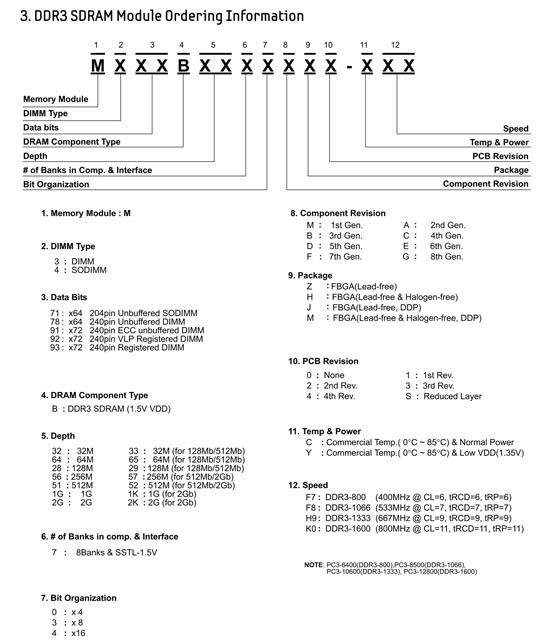 3. DDR3 SDRAM Module Ordering Information
1 2 3 4 5 6 7 8 9 10 11 12
M X X X B X X X X X X X - X X X
Memory Module
DIMM Type
Data bits
DRAM Component Type
Depth
# of Banks in Comp. & Interface
Bit Organization
Speed
Temp & Power
PCB Revision
Package
Component Revision
1. Memory Module : M
2. DIMM Type
3 : DIMM
4 : SODIMM
3. Data Bits
71 : x64 204pin Unbuffered SODIMM
78 : x64 240pin Unbuffered DIMM
91 : x72 240pin ECC unbuffered DIMM
92 : x72 240pin VLP Registered DIMM
93 : x72 240pin Registered DIMM
4. DRAM Component Type
B : DDR3 SDRAM (1.5V VDD)
5. Depth
32 : 32M 33 : 32M (for 128Mb/512Mb)
64 : 64M 65 : 64M (for 128Mb/512Mb)
28 : 128M 29 : 128M (for 128Mb/512Mb)
56 : 256M 57 : 256M (for 512Mb/2Gb)
51 : 512M 52 : 512M (for 512Mb/2Gb)
1G : 1G 1K : 1G (for 2Gb)
2G : 2G 2K : 2G (for 2Gb)
6. # of Banks in comp. & Interface
7 : 8Banks & SSTL-1.5V
7. Bit Organization
0 : x 4
3 : x 8
4 : x16
8. Component Revision
M : 1st Gen. A : 2nd Gen.
B : 3rd Gen. C : 4th Gen.
D : 5th Gen. E : 6th Gen.
F : 7th Gen. G : 8th Gen.
9. Package
Z : FBGA(Lead-free)
H : FBGA(Lead-free & Halogen-free)
J : FBGA(Lead-free, DDP)
M : FBGA(Lead-free & Halogen-free, DDP)
10. PCB Revision
0 : None 1 : 1st Rev.
2 : 2nd Rev. 3 : 3rd Rev.
4 : 4th Rev. S : Reduced Layer
11. Temp & Power
C : Commercial Temp.( 0°C ~ 85°C) & Normal Power
Y : Commercial Temp.( 0°C ~ 85°C) & Low VDD(1.35V)
12. Speed
F7 : DDR3-800 (400MHz @ CL=6, tRCD=6, tRP=6)
F8 : DDR3-1066 (533MHz @ CL=7, tRCD=7, tRP=7)
H9 : DDR3-1333 (667MHz @ CL=9, tRCD=9, tRP=9)
K0 : DDR3-1600 (800MHz @ CL=11, tRCD=11, tRP=11)
NOTE: PC3-6400(DDR3-800),PC3-8500(DDR3-1066),
PC3-10600(DDR3-1333), PC3-12800(DDR3-1600)